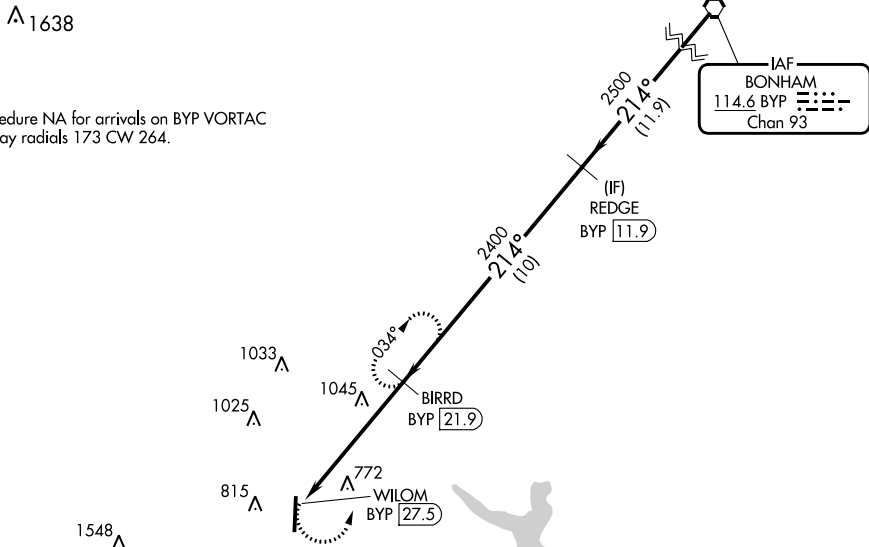 1638
IAF
BONHAM
114.6 BYP
Chan 93
edure NA for arrivals on BYP VORTAC
ay radials 173 CW 264.
2500
214°
(11.9)
(IF)
REDGE
BYP 11.9
2400
214°
(10)
034°
1033
1045
BIRRD
BYP 21.9
1025
772
815
WILOM
BYP 27.5
1548